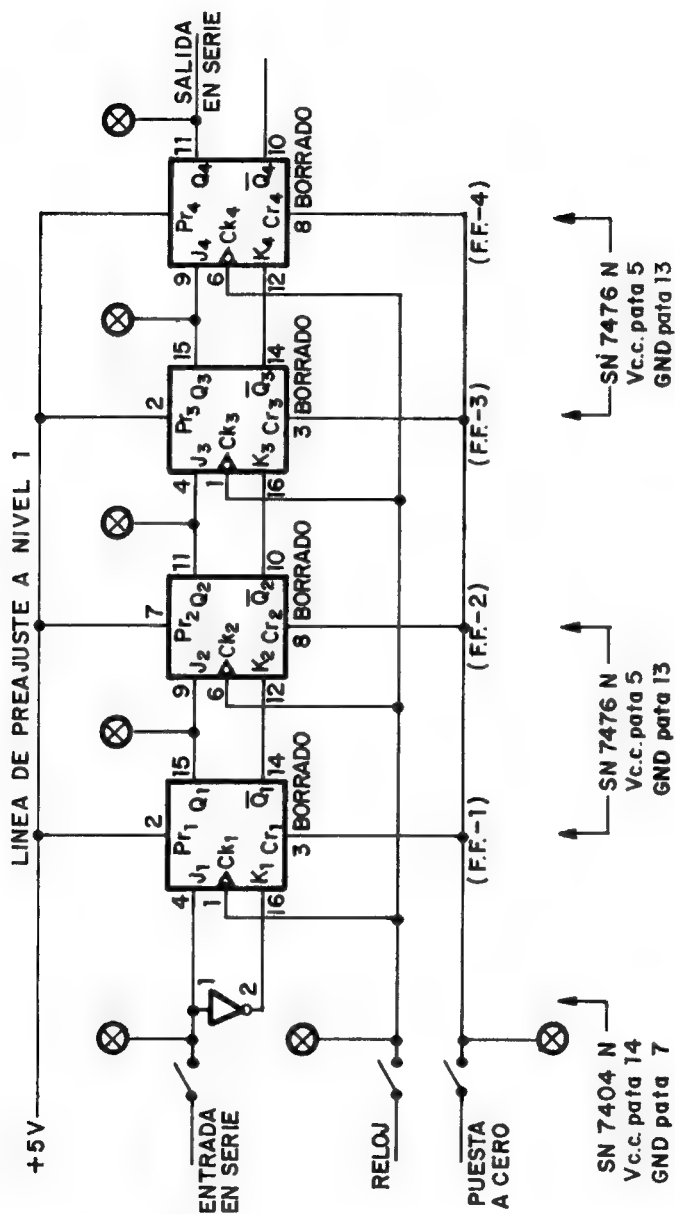 LINEA DE PREAJUSTE A NIVEL 1
+5V
2
7
2
Pr1
Pr2
Pr3
Pr4
4
J1
Q1
15
9
J2
Q2
11
4
J3
Q3
15
9
J4
Q4
11
SALIDA
EN SERIE
1
Ck1
6
Ck2
1
Ck3
6
Ck4
1
2
16
K1
Q̅1
14
12
K2
Q̅2
10
16
K3
Q̅3
14
12
K4
Q̅4
10
Cr1
Cr2
Cr3
Cr4
3 BORRADO
8 BORRADO
3 BORRADO
8 BORRADO
ENTRADA
EN SERIE
RELOJ
PUESTA
A CERO
(F.F.-1)
(F.F.-2)
(F.F.-3)
(F.F.-4)
SN 7404 N
Vc.c. pata 14
GND pata 7
SN 7476 N
Vc.c. pata 5
GND pata 13
SN 7476 N
Vc.c. pata 5
GND pata 13